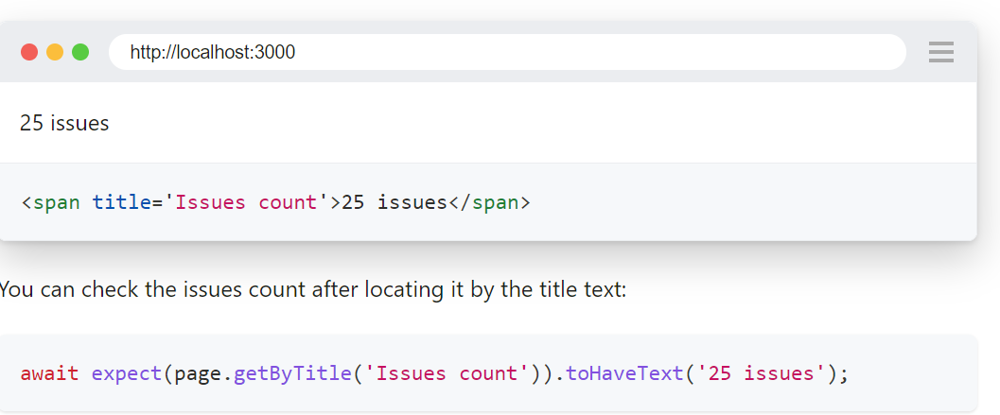 http://localhost:3000
25 issues
<span title='Issues count'>25 issues</span>
You can check the issues count after locating it by the title text:
await expect(page.getByTitle('Issues count')).toHaveText('25 issues');